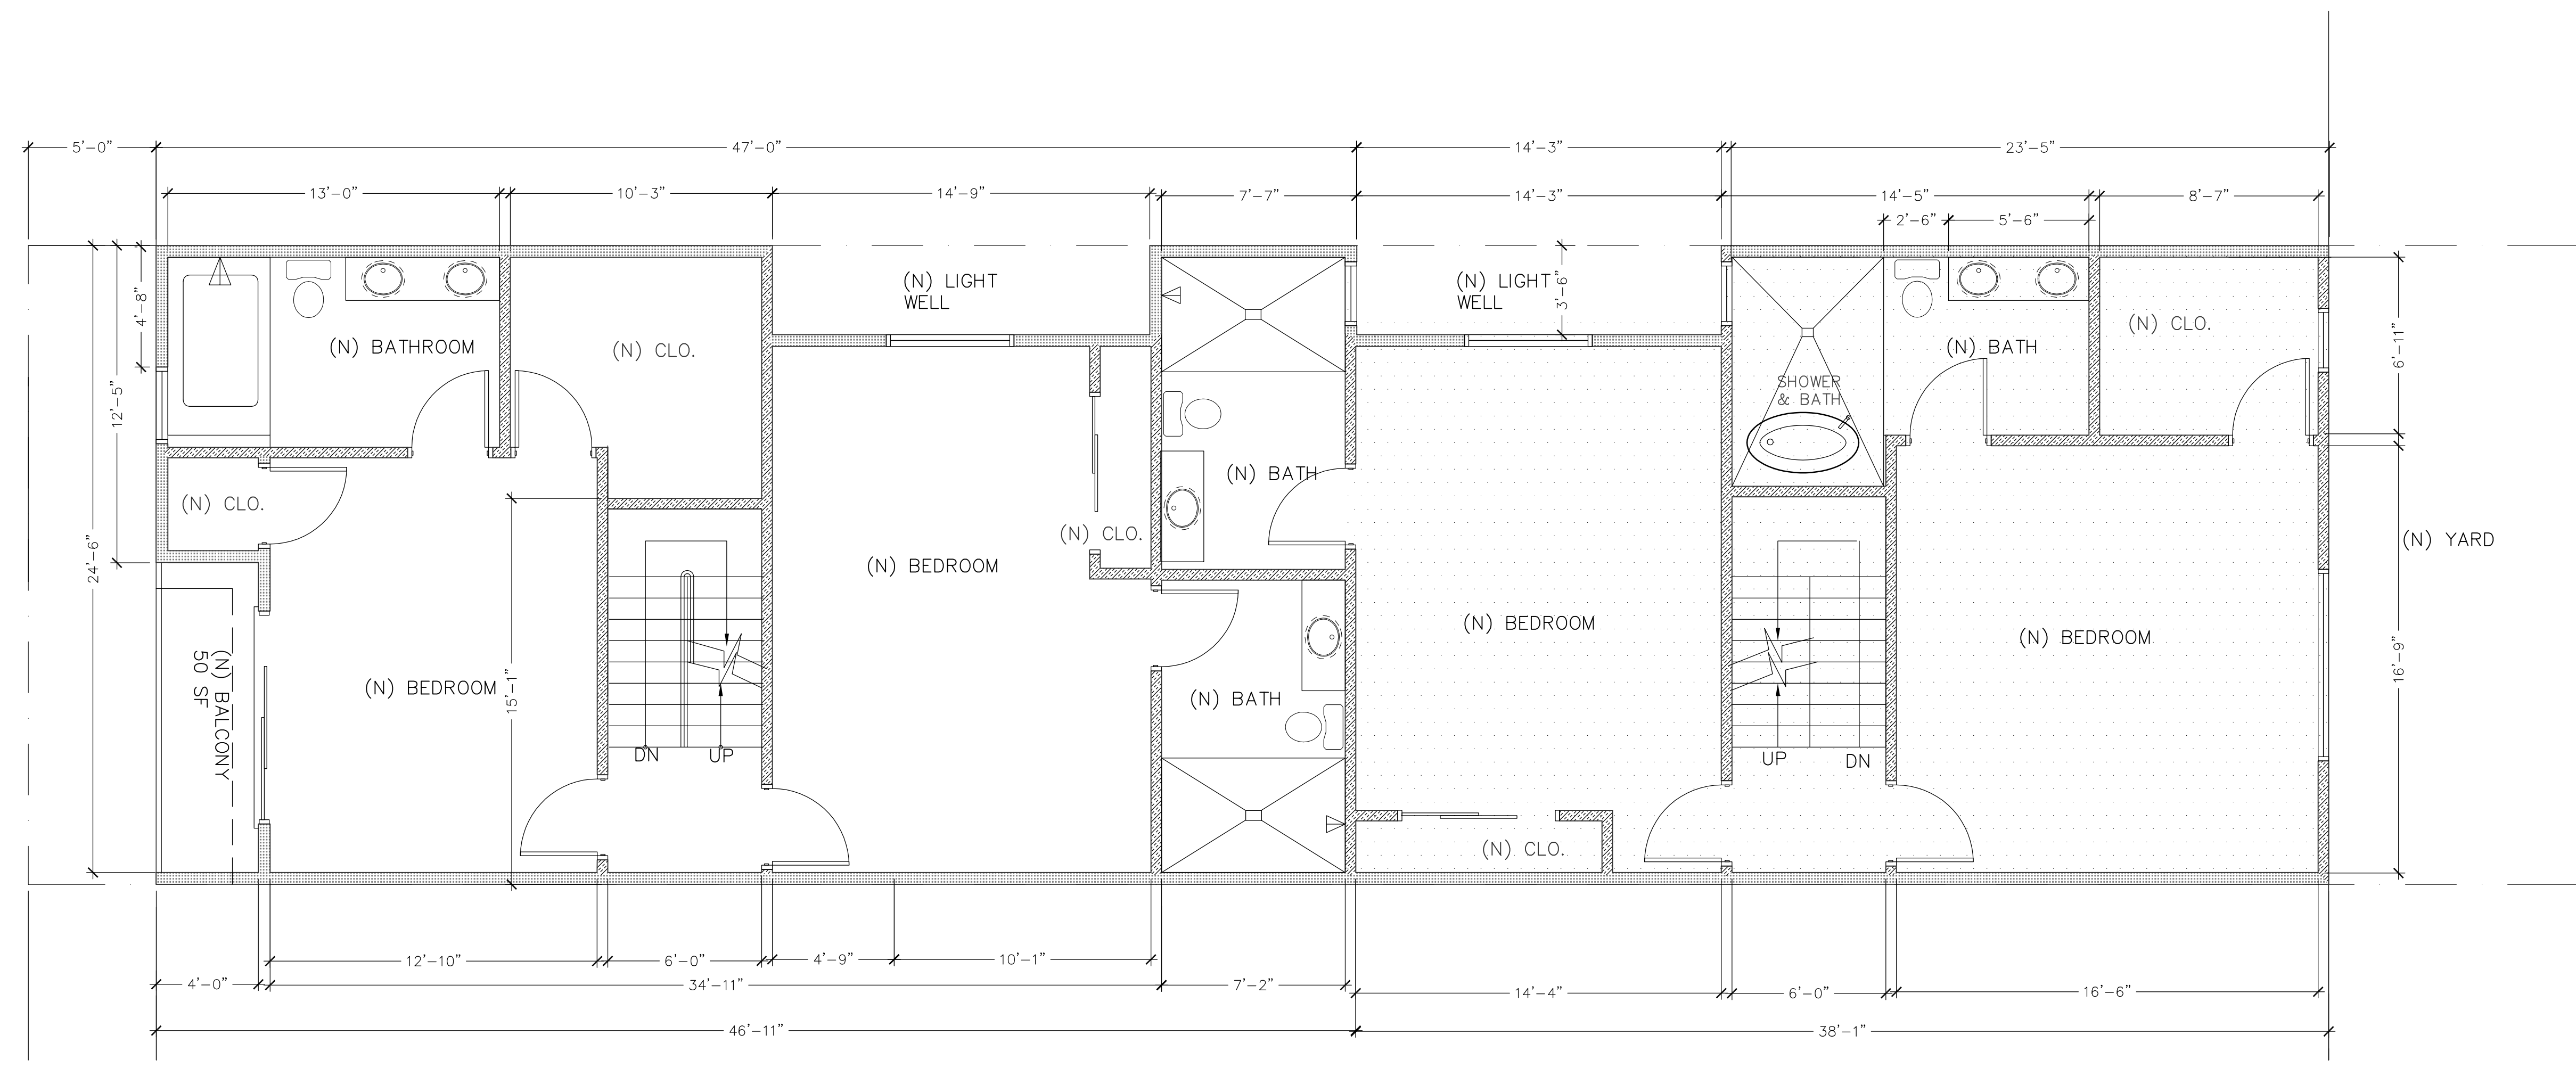 5'-0"
47'-0"
14'-3"
23'-5"
13'-0"
10'-3"
14'-9"
7'-7"
14'-3"
14'-5"
8'-7"
2'-6"
5'-6"
4'-8"
12'-5"
24'-6"
(N) BATHROOM
(N) CLO.
(N) LIGHT
WELL
(N) LIGHT
WELL
3'-6"
SHOWER
& BATH
(N) BATH
(N) CLO.
6'-11"
(N) CLO.
(N) BEDROOM
(N) CLO.
(N) BATH
(N) BEDROOM
(N) BEDROOM
(N) YARD
(N) BALCONY
50 SF
(N) BEDROOM
15'-1"
DN
UP
(N) BATH
UP
DN
16'-9"
(N) CLO.
12'-10"
6'-0"
4'-9"
10'-1"
4'-0"
34'-11"
7'-2"
14'-4"
6'-0"
16'-6"
46'-11"
38'-1"